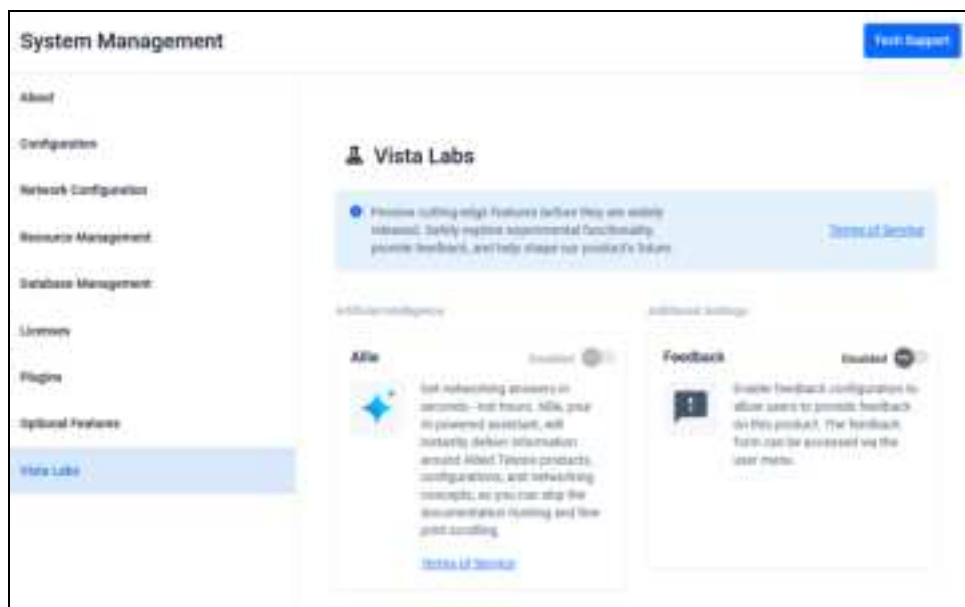 System Management
Tech Support
About
Configuration
Network Configuration
Resource Management
Database Management
Licenses
Plugins
Optional Features
Vista Labs
Vista Labs
Preview cutting-edge features before they are widely
released. Safely explore experimental functionality,
provide feedback, and help shape our product's future.
Terms of Service
Artificial Intelligence
Allie
Disabled
Get networking answers in
seconds - not hours. Allie, your
AI-powered assistant, will
instantly deliver information
around Allied Telesis products,
configurations, and networking
concepts, so you can skip the
documentation hunting and fine
print scrolling.
Terms of Service
Additional Settings
Feedback
Disabled
Enable feedback configuration to
allow users to provide feedback
on this product. The feedback
form can be accessed via the
user menu.